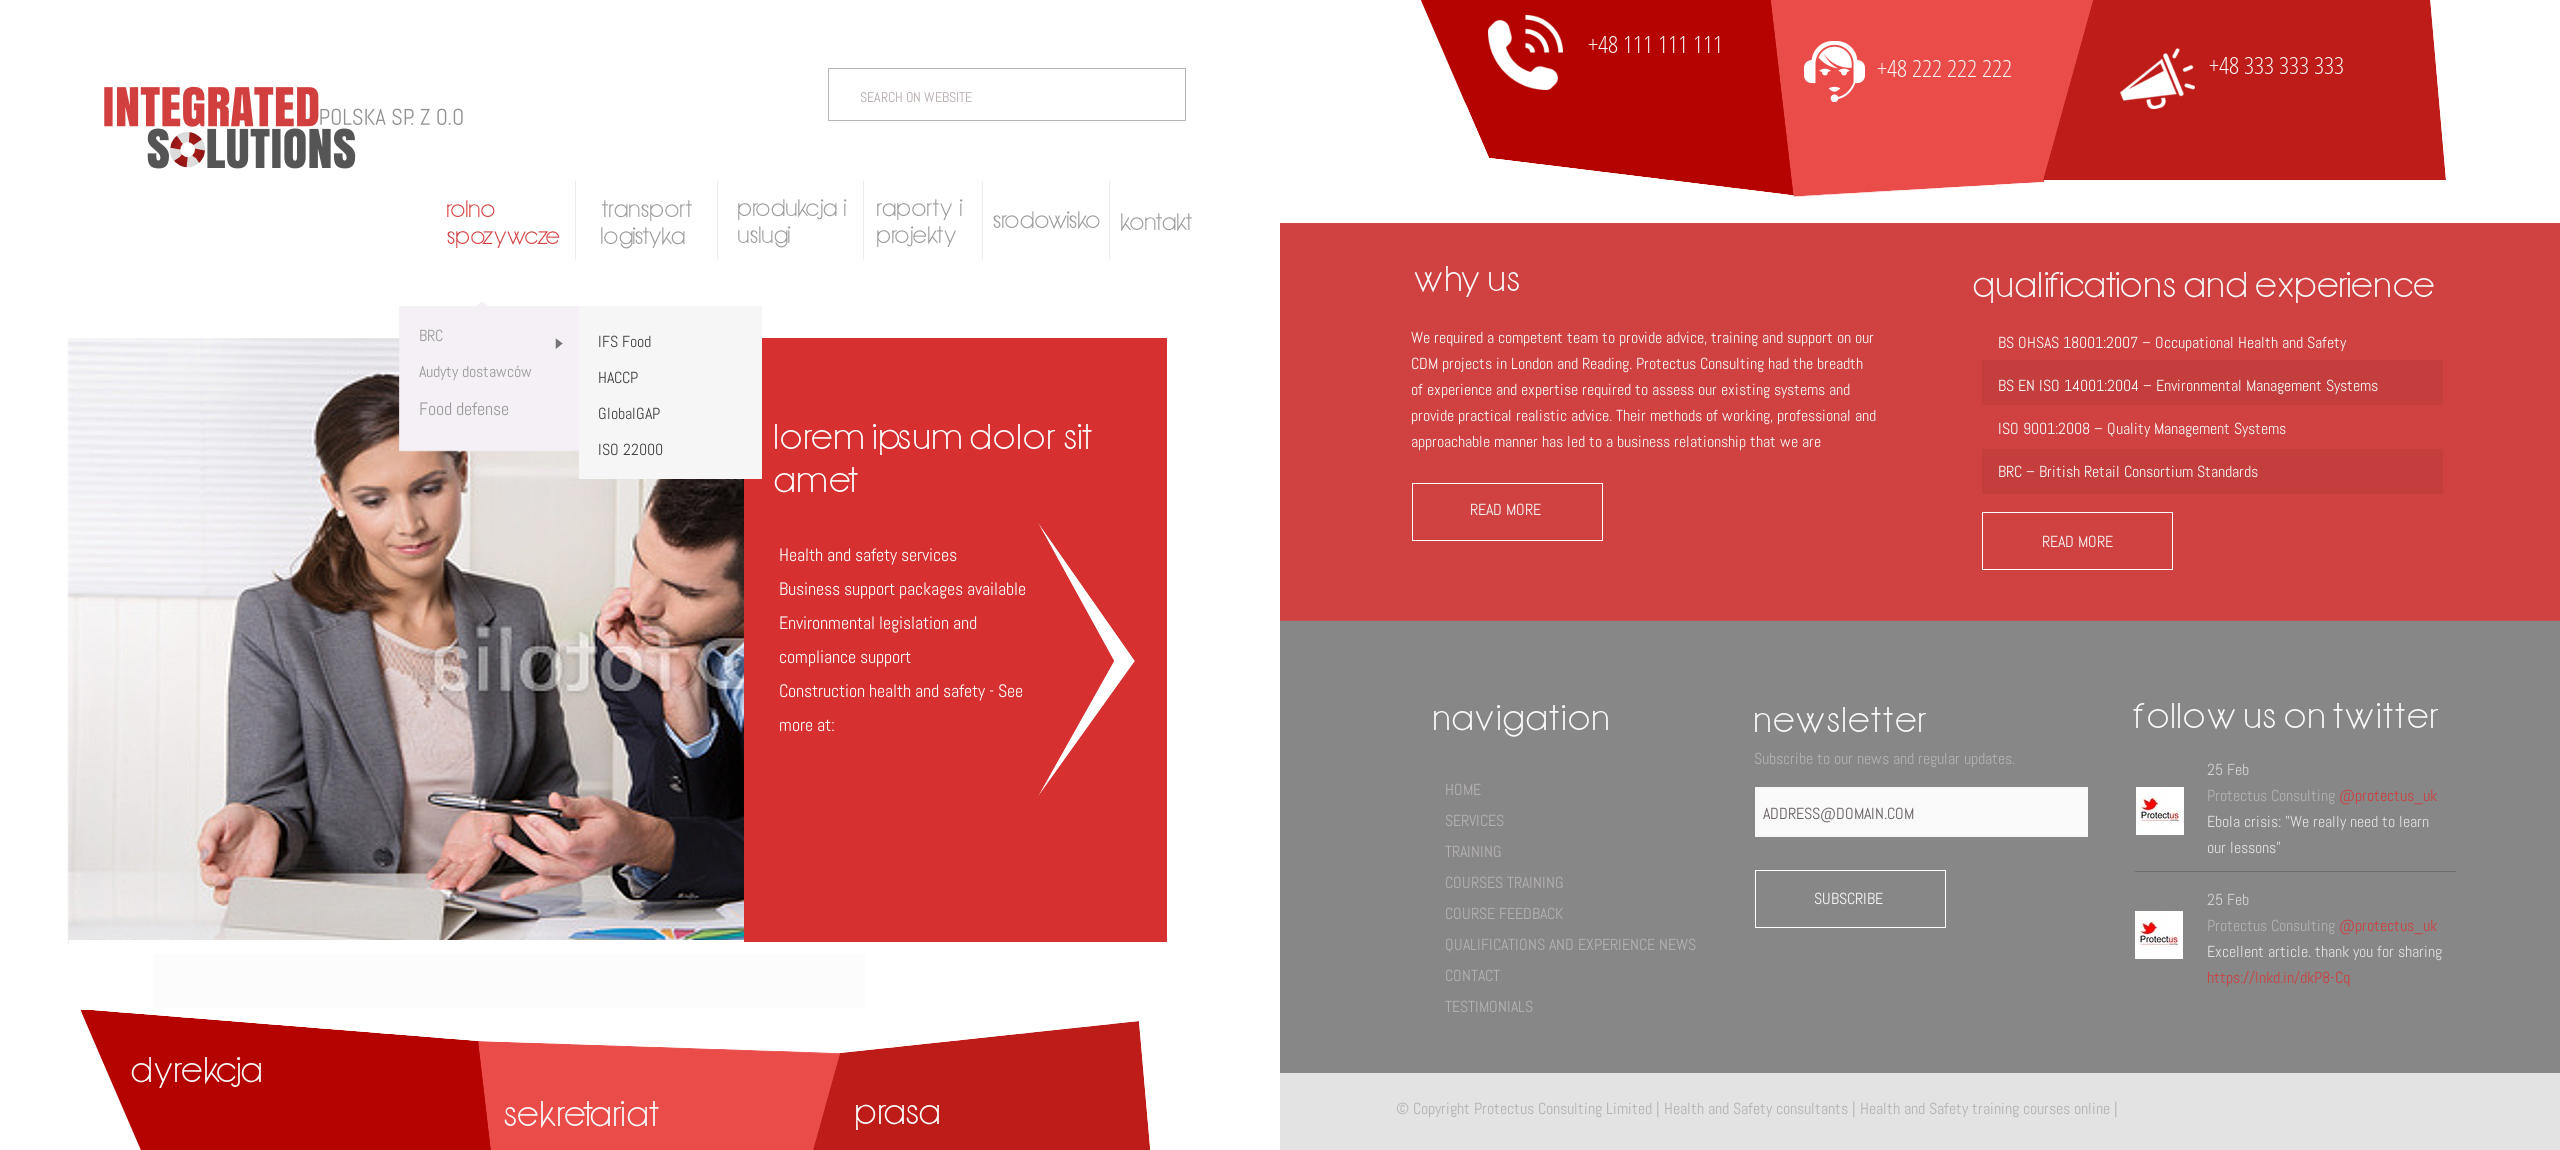 INTEGRATED
POLSKA SP. Z O.O
SOLUTIONS
SEARCH ON WEBSITE
rolno
spozywcze
transport
logistyka
produkcja i
uslugi
raporty i
projekty
srodowisko
kontakt
BRC
Audyty dostawców
Food defense
IFS Food
HACCP
GlobalGAP
ISO 22000
lorem ipsum dolor sit
amet
Health and safety services
Business support packages available
Environmental legislation and
compliance support
Construction health and safety - See
more at:
fotolia
dyrekcja
sekretariat
prasa
+48 111 111 111
+48 222 222 222
+48 333 333 333
why us
We required a competent team to provide advice, training and support on our
CDM projects in London and Reading. Protectus Consulting had the breadth
of experience and expertise required to assess our existing systems and
provide practical realistic advice. Their methods of working, professional and
approachable manner has led to a business relationship that we are
READ MORE
qualifications and experience
BS OHSAS 18001:2007 – Occupational Health and Safety
BS EN ISO 14001:2004 – Environmental Management Systems
ISO 9001:2008 – Quality Management Systems
BRC – British Retail Consortium Standards
READ MORE
navigation
HOME
SERVICES
TRAINING
COURSES TRAINING
COURSE FEEDBACK
QUALIFICATIONS AND EXPERIENCE NEWS
CONTACT
TESTIMONIALS
newsletter
Subscribe to our news and regular updates.
ADDRESS@DOMAIN.COM
SUBSCRIBE
follow us on twitter
25 Feb
Protectus Consulting @protectus_uk
Ebola crisis: "We really need to learn
our lessons"
Protectus
25 Feb
Protectus Consulting @protectus_uk
Excellent article. thank you for sharing
https://lnkd.in/dkP8-Cq
Protectus
© Copyright Protectus Consulting Limited | Health and Safety consultants | Health and Safety training courses online |